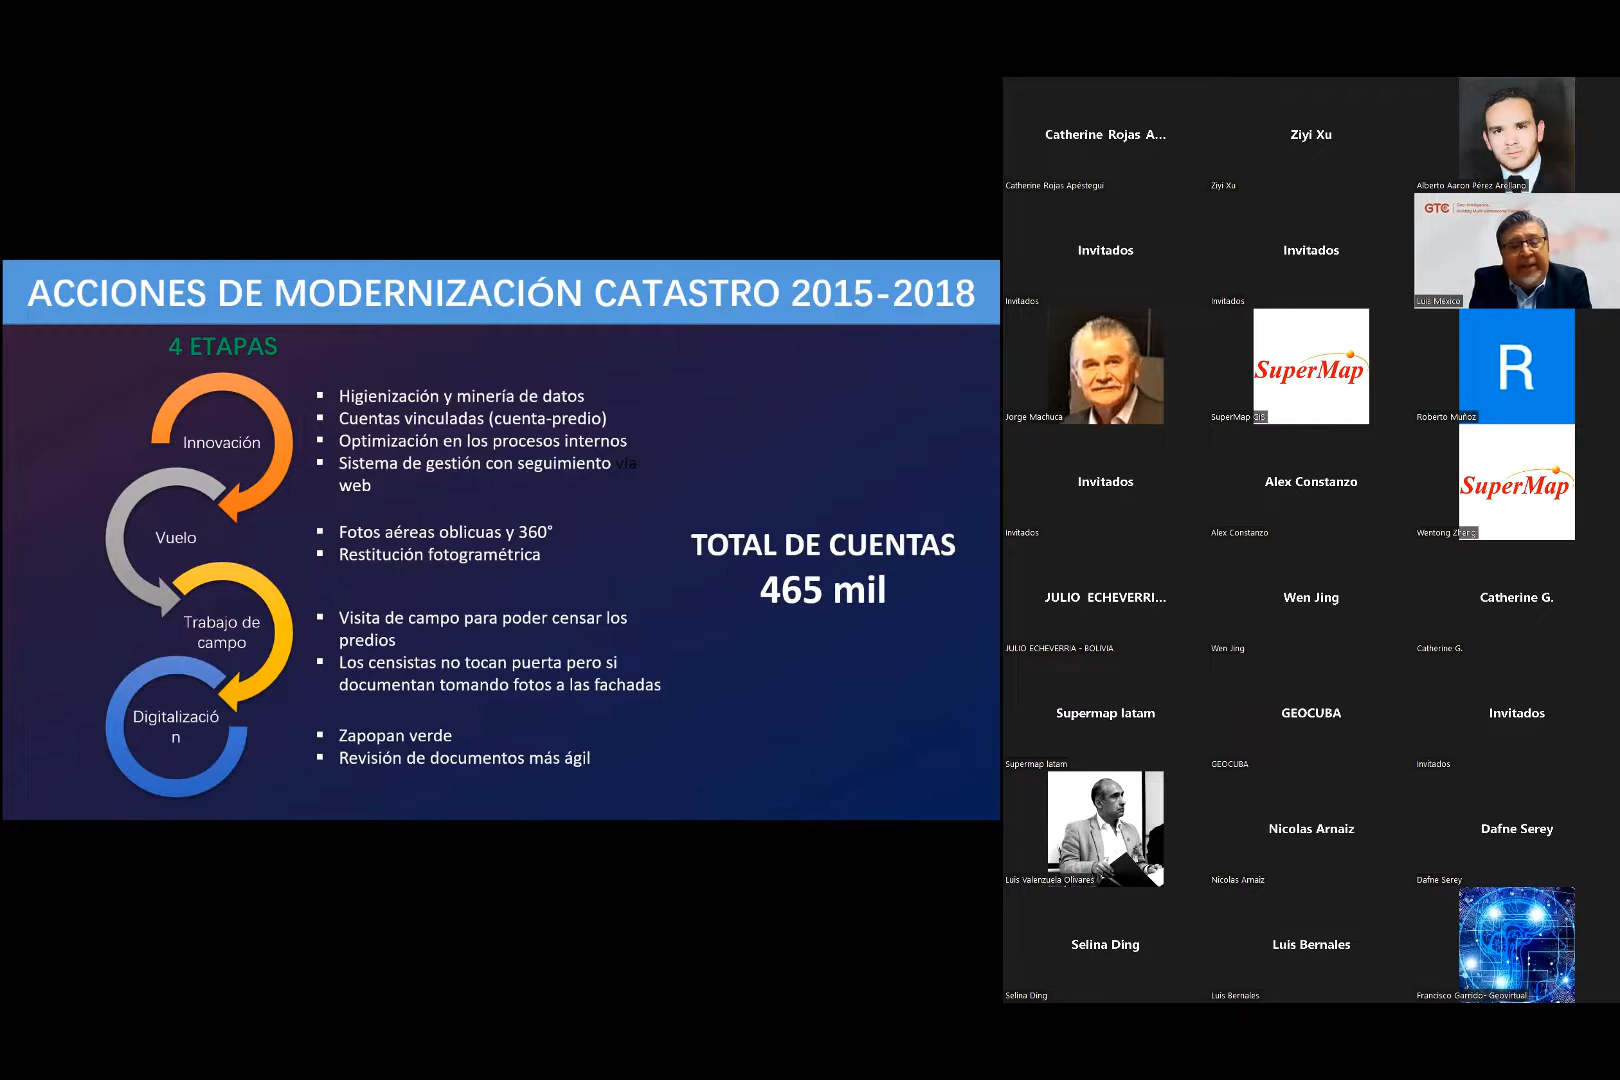 ACCIONES DE MODERNIZACIÓN CATASTRO 2015-2018
4 ETAPAS
Innovación
▪ Higienización y minería de datos
▪ Cuentas vinculadas (cuenta-predio)
▪ Optimización en los procesos internos
▪ Sistema de gestión con seguimiento vía
web
Vuelo
▪ Fotos aéreas oblicuas y 360°
▪ Restitución fotogramétrica
Trabajo de
campo
▪ Visita de campo para poder censar los
predios
▪ Los censistas no tocan puerta pero si
documentan tomando fotos a las fachadas
Digitalizació
n
▪ Zapopan verde
▪ Revisión de documentos más ágil
TOTAL DE CUENTAS
465 mil
Catherine Rojas A...
Catherine Rojas Apéstegui
Ziyi Xu
Ziyi Xu
Alberto Aaron Pérez Arellano
Invitados
Invitados
Invitados
Invitados
GTC
Luis México
Jorge Machuca
SuperMap
SuperMap GIS
R
Roberto Muñoz
Invitados
Invitados
Alex Constanzo
Alex Constanzo
SuperMap
Wentong Zheng
JULIO ECHEVERRI...
JULIO ECHEVERRIA - BOLIVIA
Wen Jing
Wen Jing
Catherine G.
Catherine G.
Supermap latam
Supermap latam
GEOCUBA
GEOCUBA
Invitados
Invitados
Luis Valenzuela Olivares
Nicolas Arnaiz
Nicolas Arnaiz
Dafne Serey
Dafne Serey
Selina Ding
Selina Ding
Luis Bernales
Luis Bernales
Francisco Garrido- Geovirtual